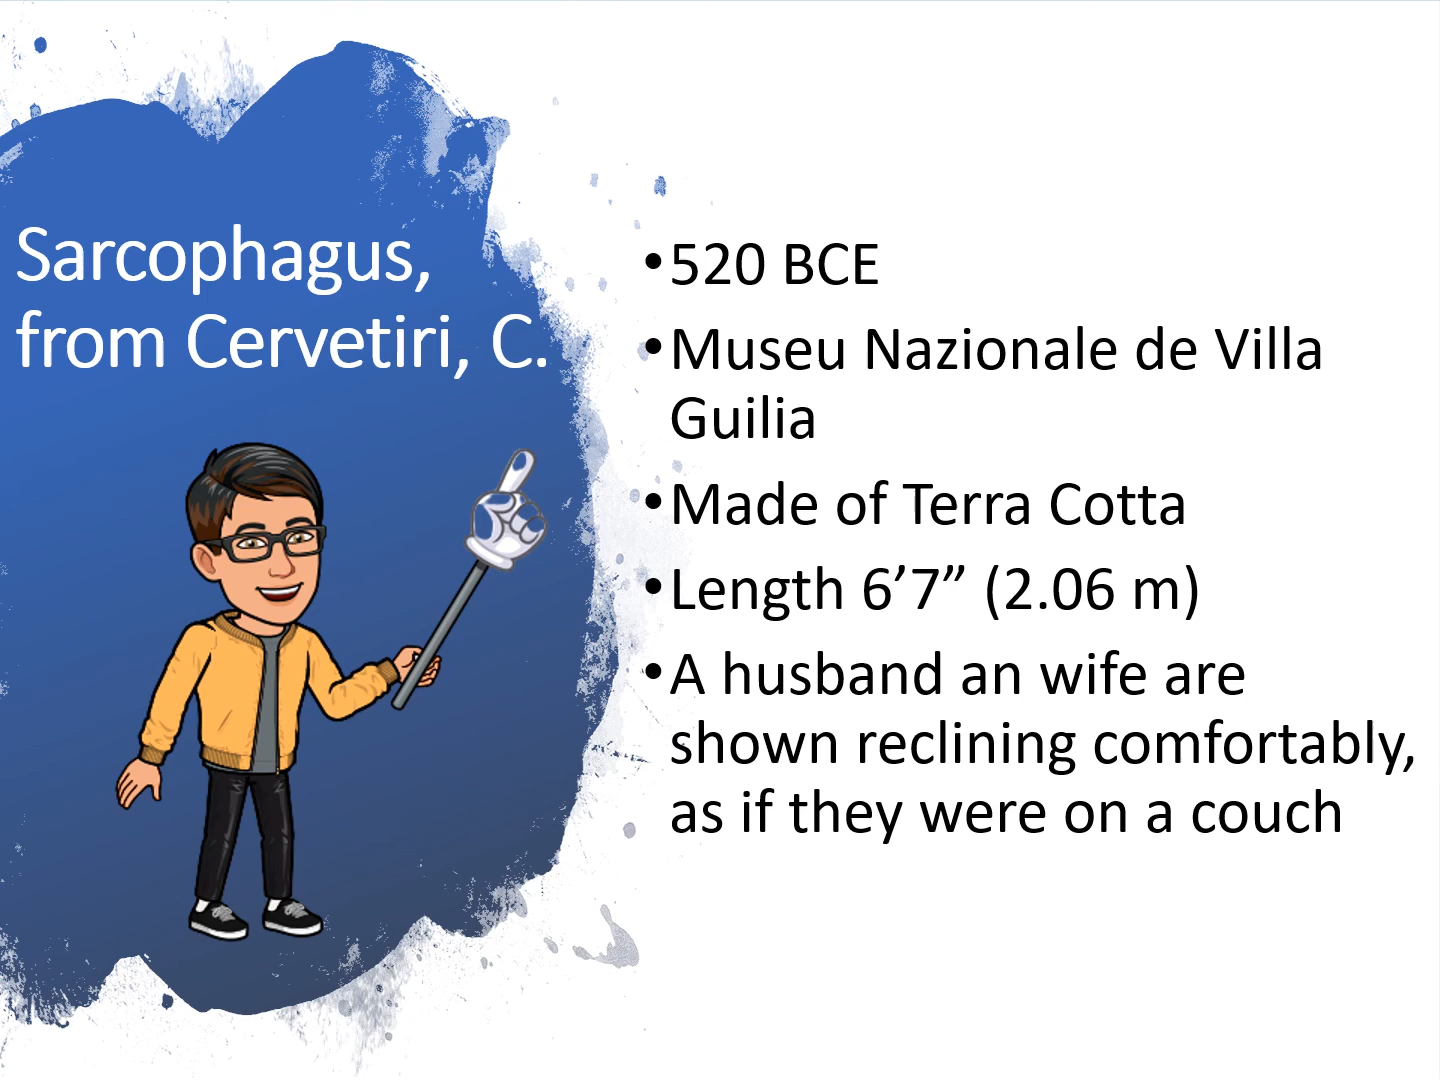 Sarcophagus,
from Cervetiri, C.
•520 BCE
•Museu Nazionale de Villa
Guilia
•Made of Terra Cotta
•Length 6’7” (2.06 m)
•A husband an wife are
shown reclining comfortably,
as if they were on a couch